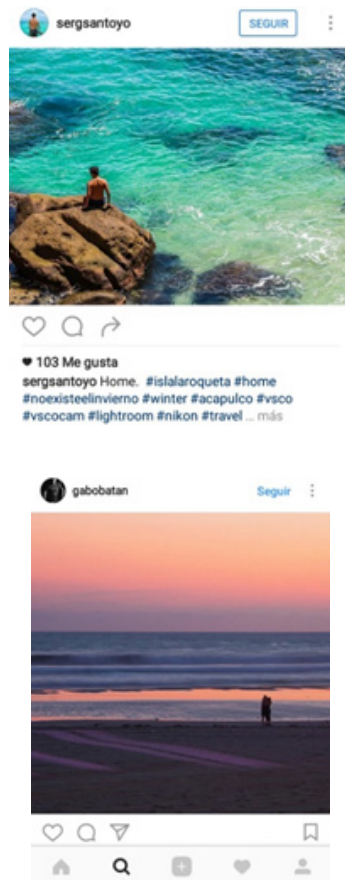 sergsantoyo
SEGUIR
103 Me gusta
sergsantoyo Home. #islalaroqueta #home
#noexisteelinvierno #winter #acapulco #vsco
#vscocam #lightroom #nikon #travel ... más
gabobatan
Seguir